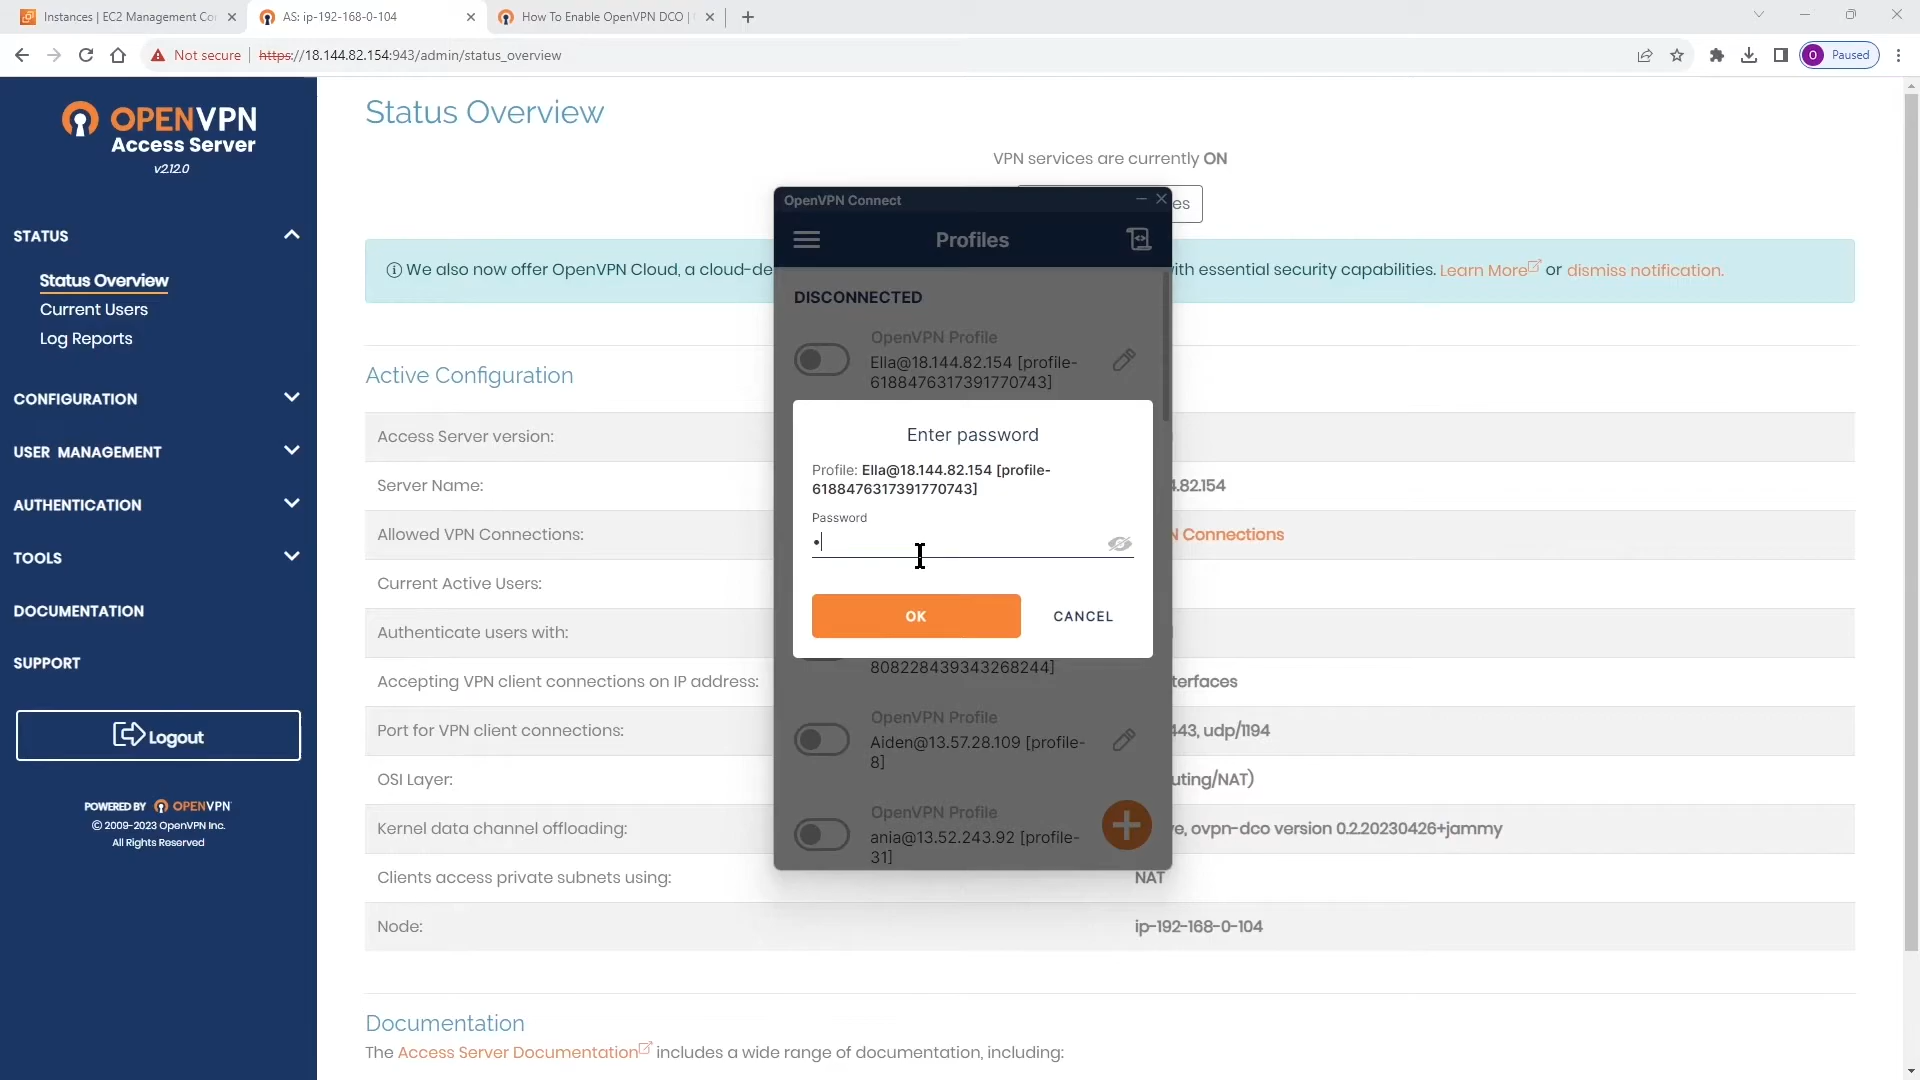 Instances | EC2 Management Co
AS: ip-192-168-0-104
How To Enable OpenVPN DCO |
Not secure
https://18.144.82.154:943/admin/status_overview
O Paused
OPENVPN
Access Server
v2.12.0
STATUS
Status Overview
Current Users
Log Reports
CONFIGURATION
USER MANAGEMENT
AUTHENTICATION
TOOLS
DOCUMENTATION
SUPPORT
Logout
POWERED BY OPENVPN
© 2009-2023 OpenVPN Inc.
All Rights Reserved
Status Overview
VPN services are currently ON
es
We also now offer OpenVPN Cloud, a cloud-de
ith essential security capabilities. Learn More or dismiss notification.
Active Configuration
Access Server version:
Server Name:
.82.154
Allowed VPN Connections:
N Connections
Current Active Users:
Authenticate users with:
Accepting VPN client connections on IP address:
terfaces
Port for VPN client connections:
443, udp/1194
OSI Layer:
uting/NAT)
Kernel data channel offloading:
e, ovpn-dco version 0.2.20230426+jammy
Clients access private subnets using:
NAT
Node:
ip-192-168-0-104
Documentation
The Access Server Documentation includes a wide range of documentation, including:
OpenVPN Connect
Profiles
DISCONNECTED
OpenVPN Profile
Ella@18.144.82.154 [profile-
6188476317391770743]
Enter password
Profile: Ella@18.144.82.154 [profile-
6188476317391770743]
Password
•
OK
CANCEL
808228439343268244]
OpenVPN Profile
Aiden@13.57.28.109 [profile-
8]
OpenVPN Profile
ania@13.52.243.92 [profile-
31]